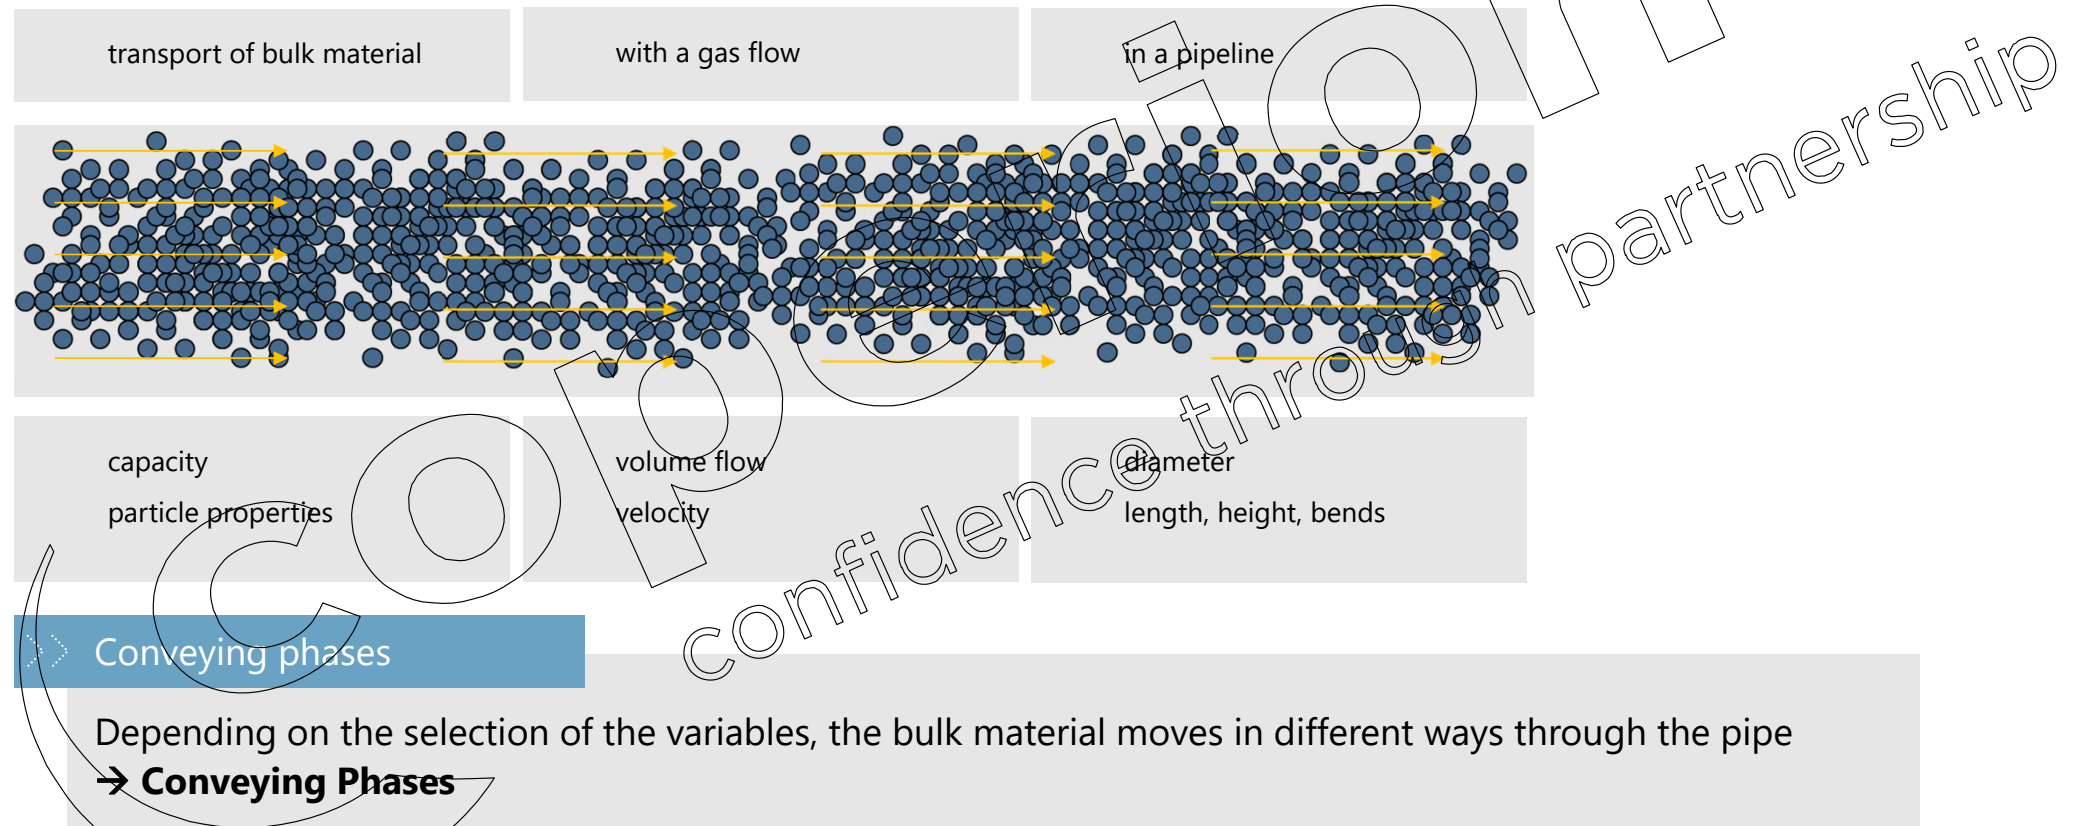 transport of bulk material
with a gas flow
in a pipeline
capacity
particle properties
volume flow
velocity
diameter
length, height, bends
Conveying phases
Depending on the selection of the variables, the bulk material moves in different ways through the pipe
→ Conveying Phases
confidence through partnership